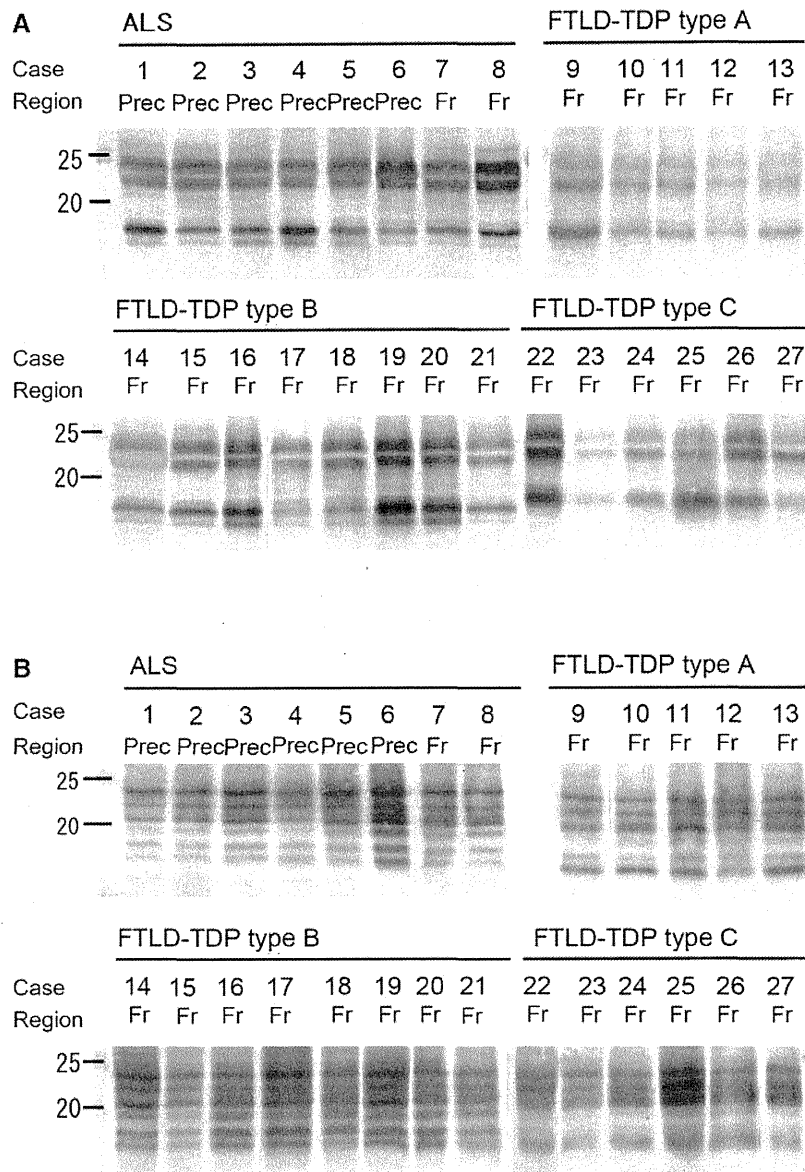 A
ALS FTLD-TDP type A
Case 1 2 3 4 5 6 7 8 9 10 11 12 13
Region Prec Prec Prec Prec Prec Prec Fr Fr Fr Fr Fr Fr Fr
25
20
FTLD-TDP type B FTLD-TDP type C
Case 14 15 16 17 18 19 20 21 22 23 24 25 26 27
Region Fr Fr Fr Fr Fr Fr Fr Fr Fr Fr Fr Fr Fr Fr
25
20
B
ALS FTLD-TDP type A
Case 1 2 3 4 5 6 7 8 9 10 11 12 13
Region Prec Prec Prec Prec Prec Prec Fr Fr Fr Fr Fr Fr Fr
25
20
FTLD-TDP type B FTLD-TDP type C
Case 14 15 16 17 18 19 20 21 22 23 24 25 26 27
Region Fr Fr Fr Fr Fr Fr Fr Fr Fr Fr Fr Fr Fr Fr
25
20